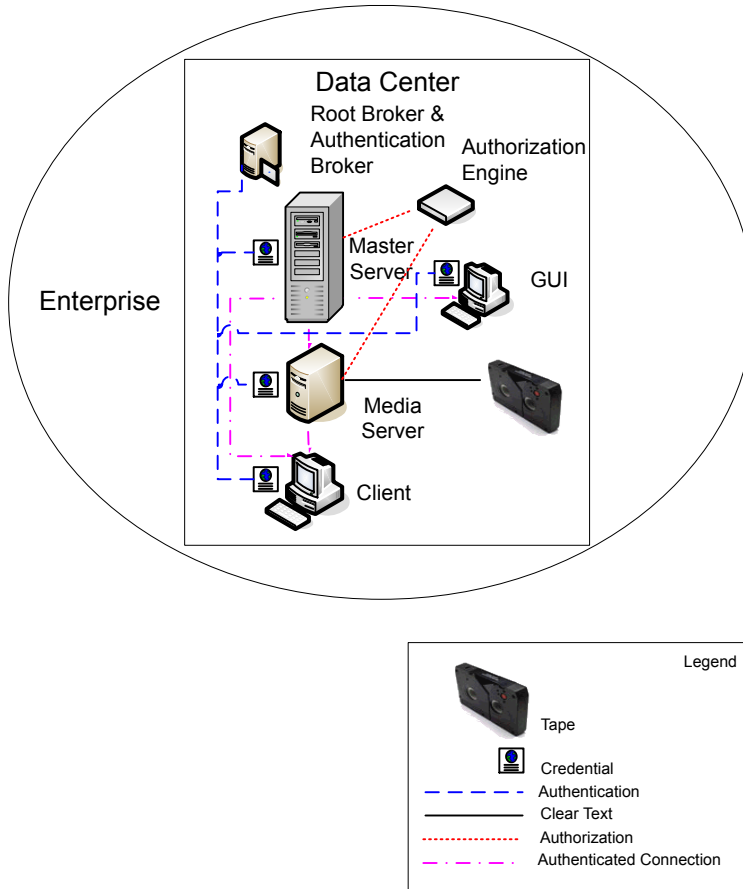 Data Center
Root Broker &
Authentication
Broker
Authorization
Engine
Master
Server
GUI
Enterprise
Media
Server
Client
Legend
Tape
Credential
Authentication
Clear Text
Authorization
Authenticated Connection